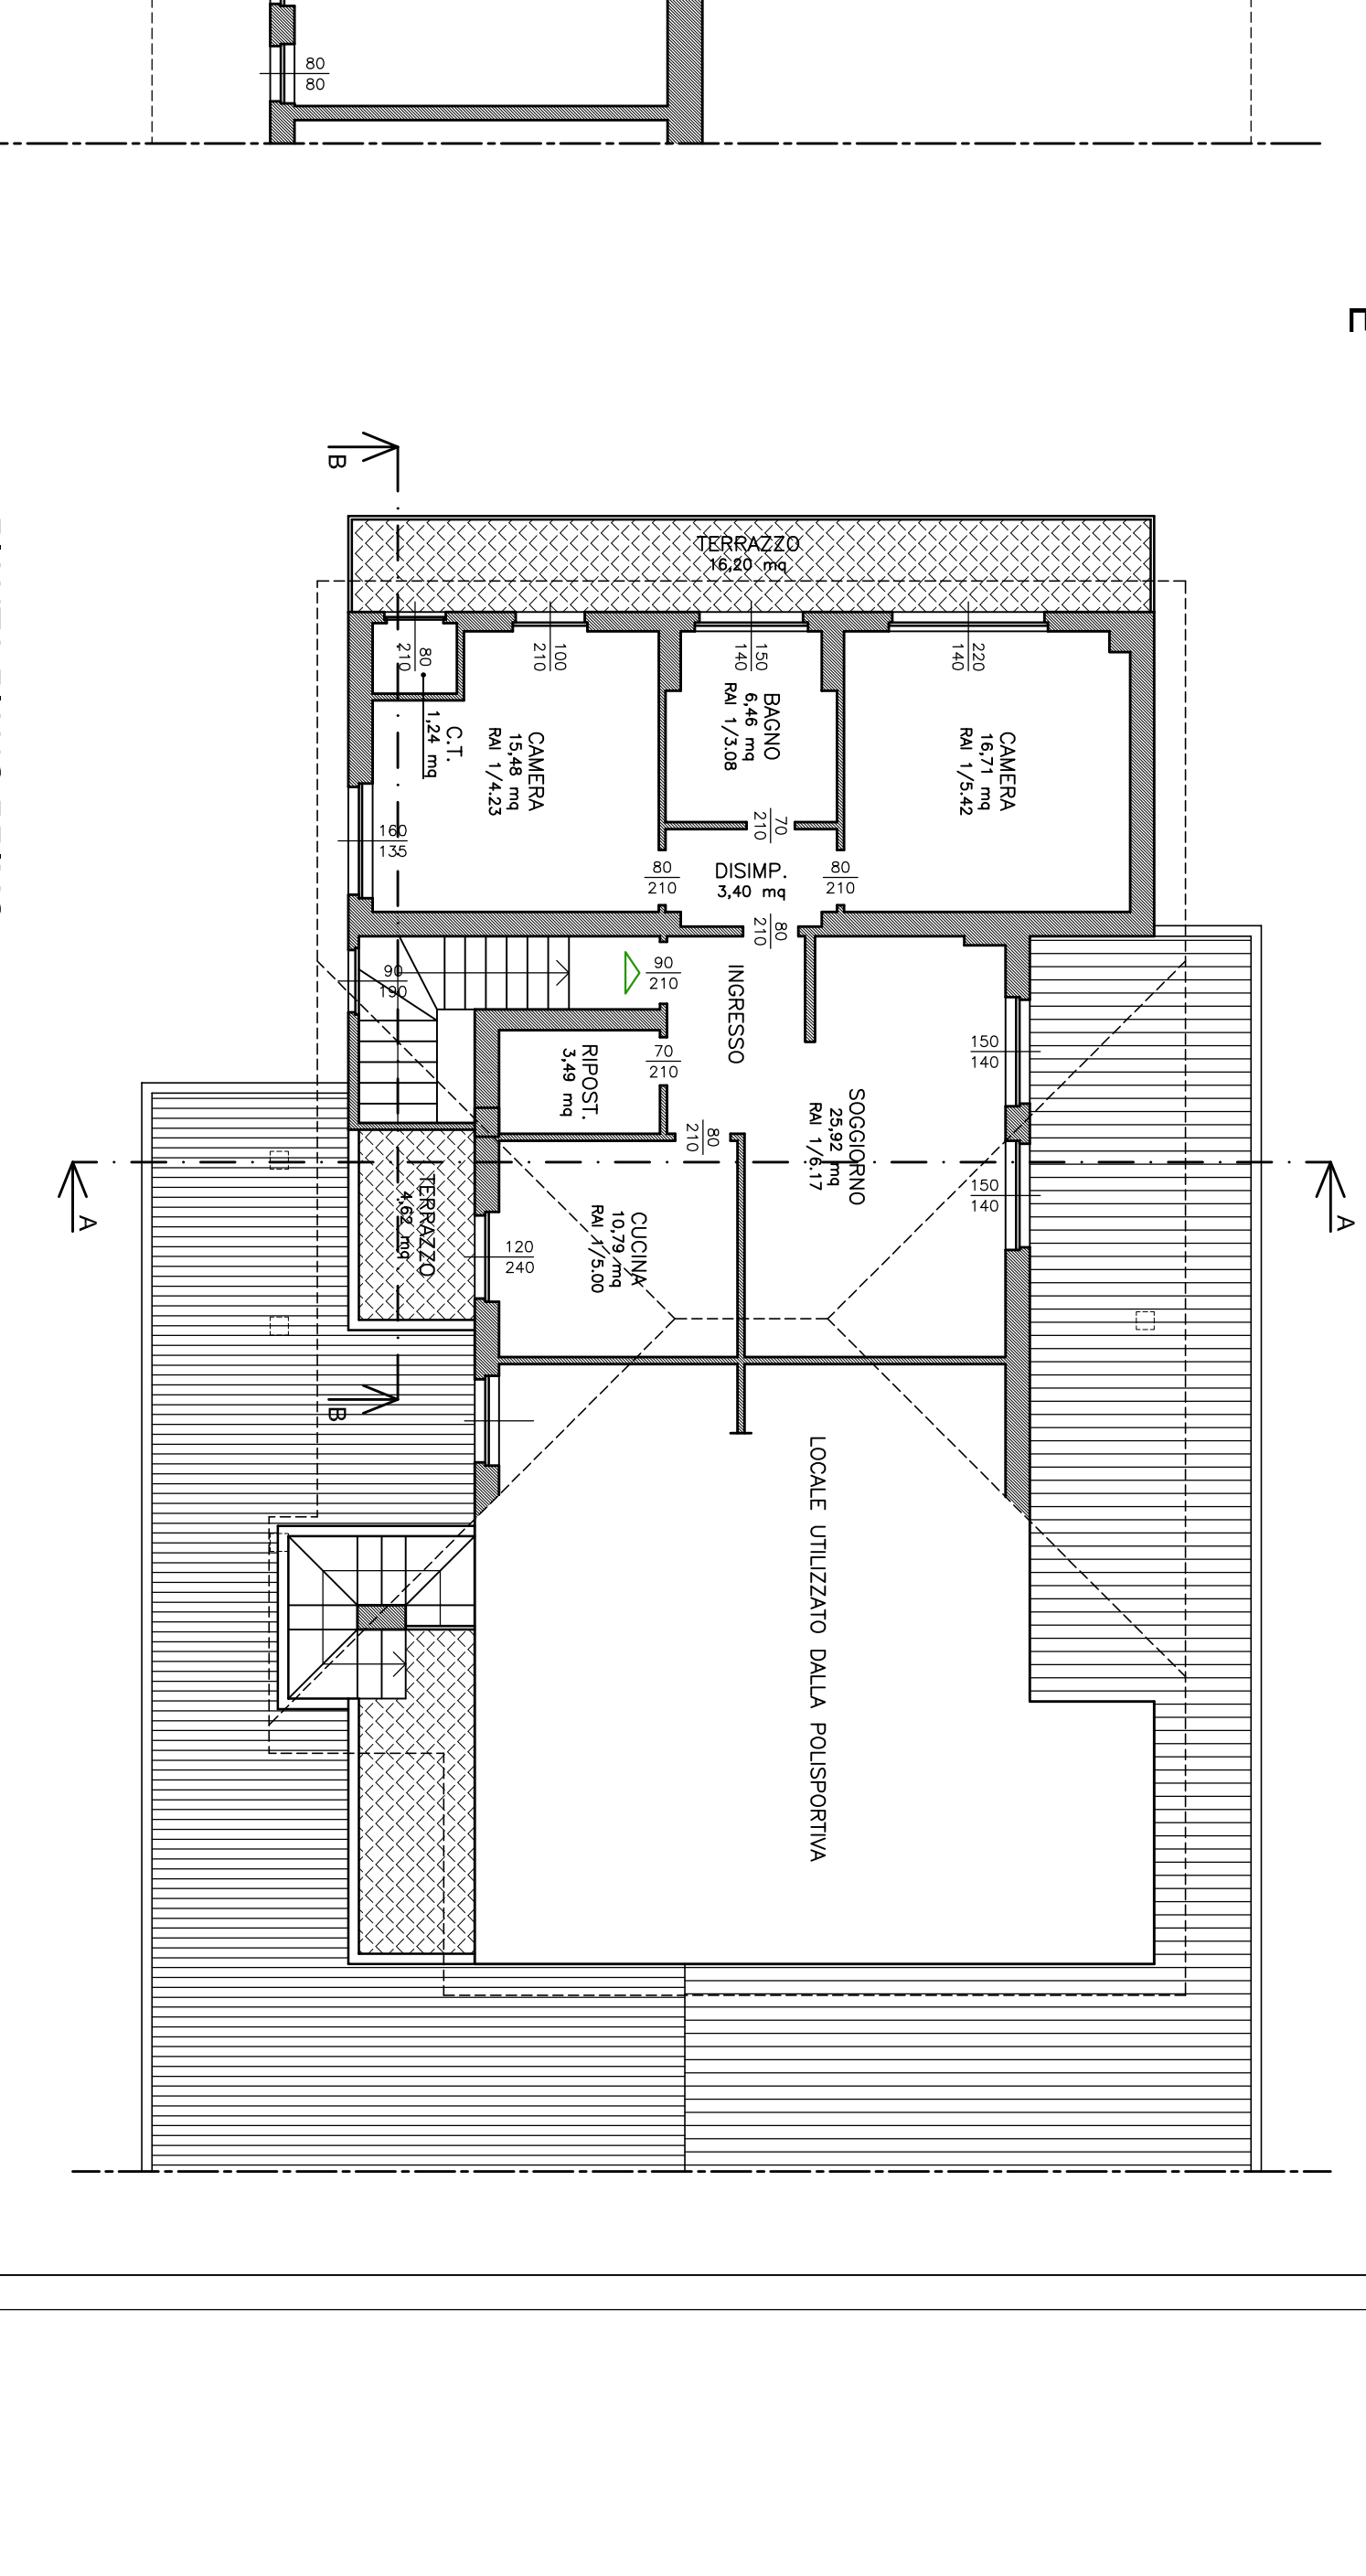 80
80
B
TERRAZZO
16,20 mq
80
210
100
210
150
140
220
140
C.T.
1,24 mq
CAMERA
15,48 mq
RAI 1/4.23
BAGNO
6,46 mq
RAI 1/3.08
CAMERA
16,71 mq
RAI 1/5.42
160
135
70
210
80
210
DISIMP.
3,40 mq
80
210
80
210
90
190
90
210
INGRESSO
150
140
RIPOST.
3,49 mq
70
210
80
210
SOGGIORNO
25,92 mq
RAI 1/6.17
150
140
A
A
TERRAZZO
4,62 mq
120
240
CUCINA
10,79 mq
RAI 1/5.00
B
LOCALE UTILIZZATO DALLA POLISPORTIVA